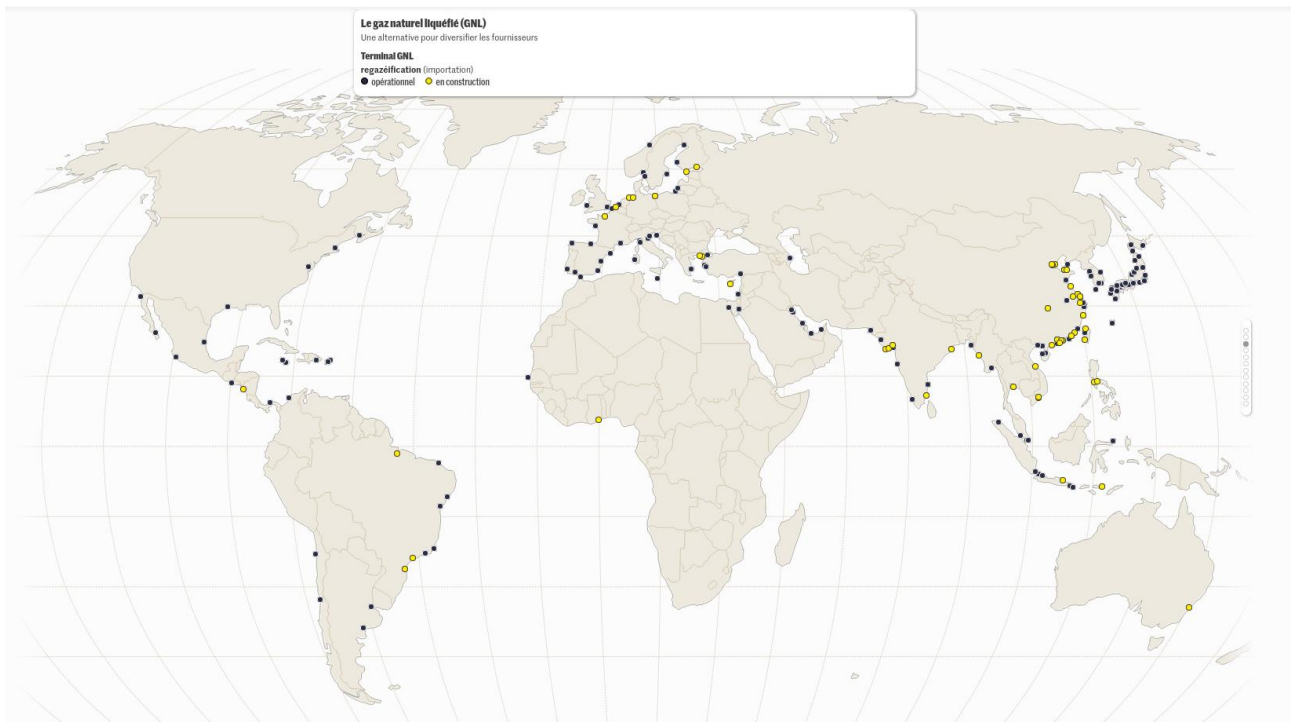 Le gaz naturel liquéfié (GNL)
Une alternative pour diversifier les fournisseurs
Terminal GNL
regazéification (importation)
opérationnel en construction